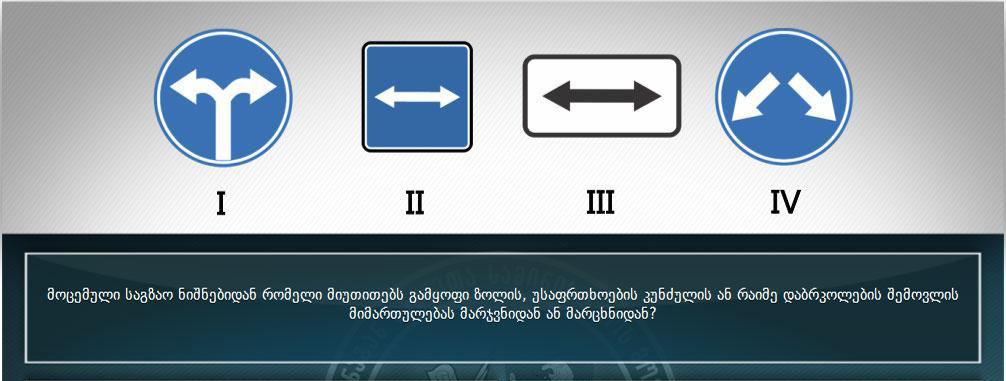 I II III IV
მოცემული საგზაო ნიშნებიდან რომელი მიუთითებს გამყოფი ზოლის, უსაფრთხოების კუნძულის ან რაიმე დაბრკოლების შემოვლის
მიმართულებას მარჯვნიდან ან მარცხნიდან?